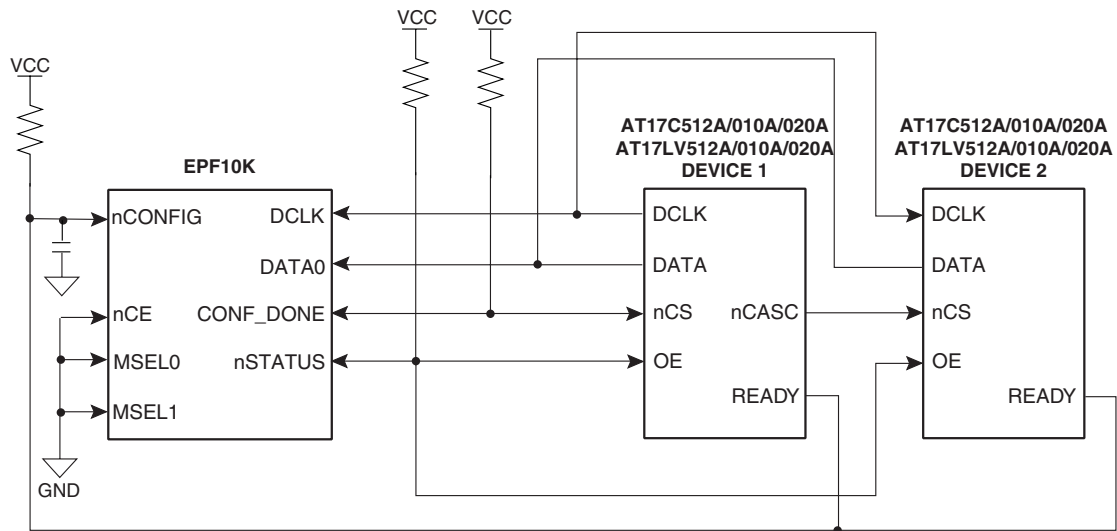 VCC
VCC
VCC
AT17C512A/010A/020A
AT17LV512A/010A/020A
DEVICE 1
AT17C512A/010A/020A
AT17LV512A/010A/020A
DEVICE 2
EPF10K
nCONFIG
DCLK
DATA0
nCE
CONF_DONE
MSEL0
nSTATUS
MSEL1
GND
DCLK
DATA
nCS
nCASC
OE
READY
DCLK
DATA
nCS
OE
READY